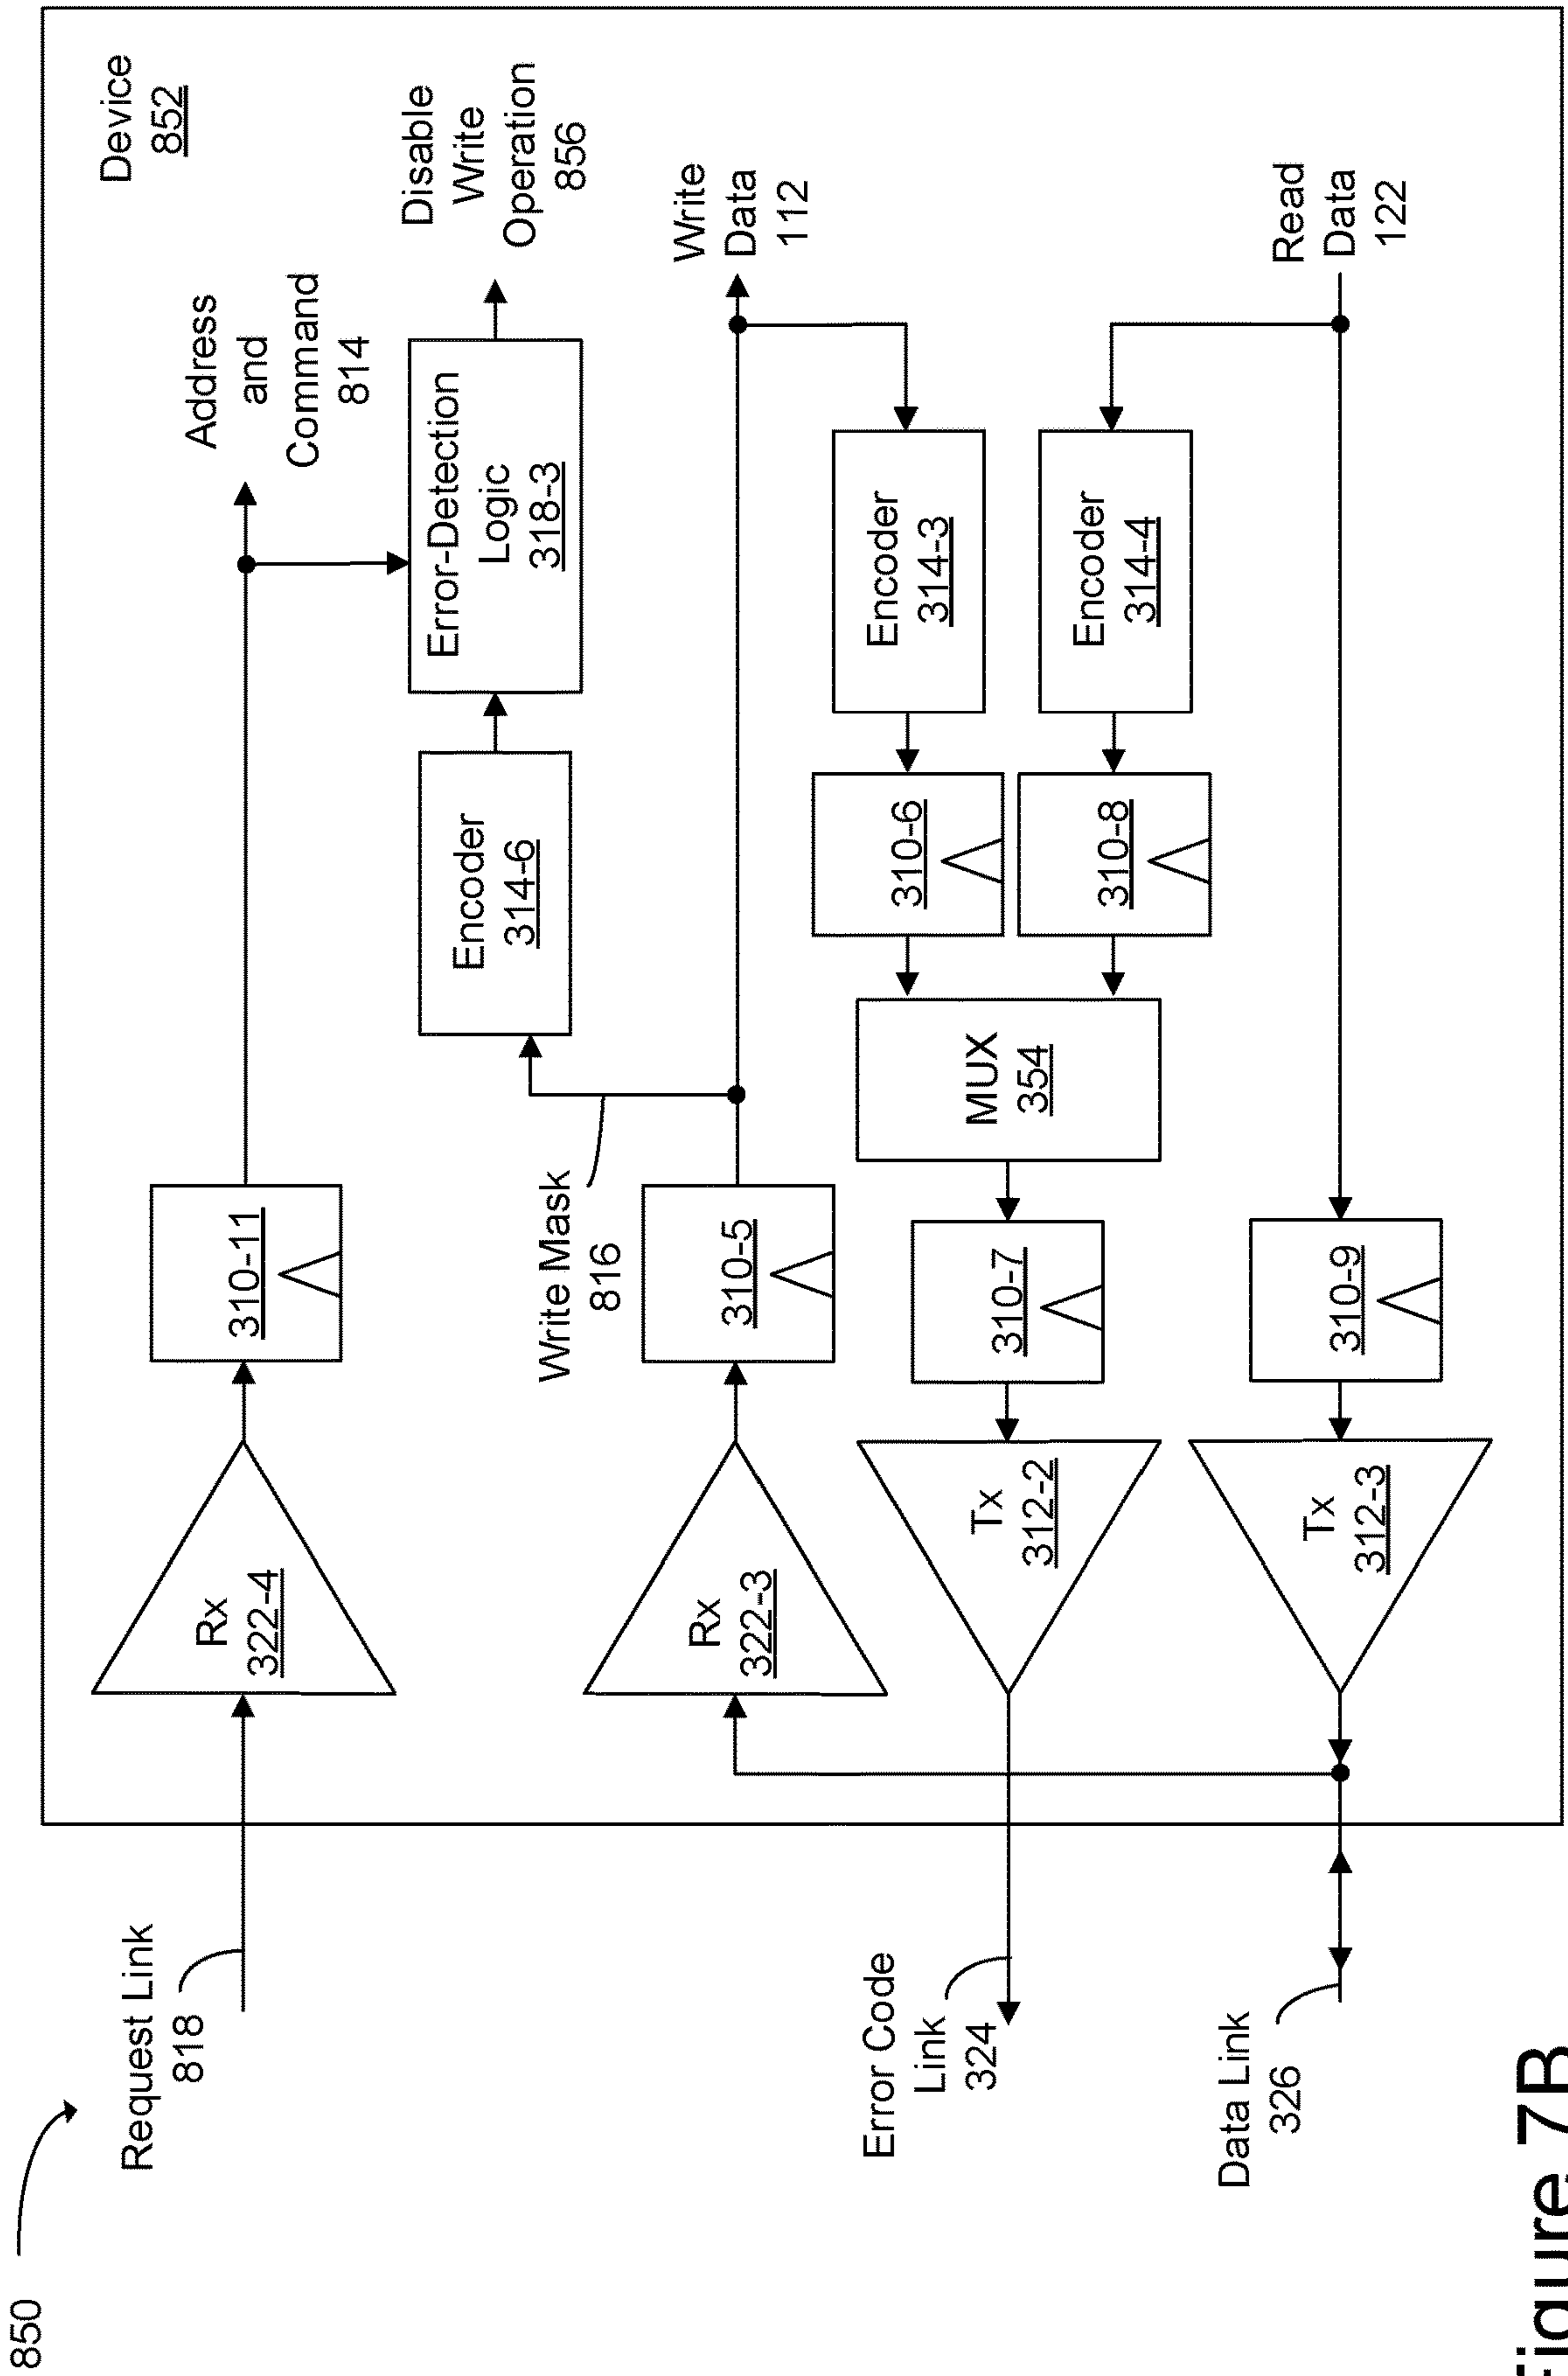 850
Device
852
Request Link
818
Rx
322-4
310-11
Address
and
Command
814
Encoder
314-6
Error-Detection
Logic
318-3
Disable
Write
Operation
856
Write Mask
816
Rx
322-3
310-5
Write
Data
112
Error Code
Link
324
Tx
312-2
310-7
MUX
354
310-6
Encoder
314-3
310-8
Encoder
314-4
Data Link
326
Tx
312-3
310-9
Read
Data
122
Figure 7B